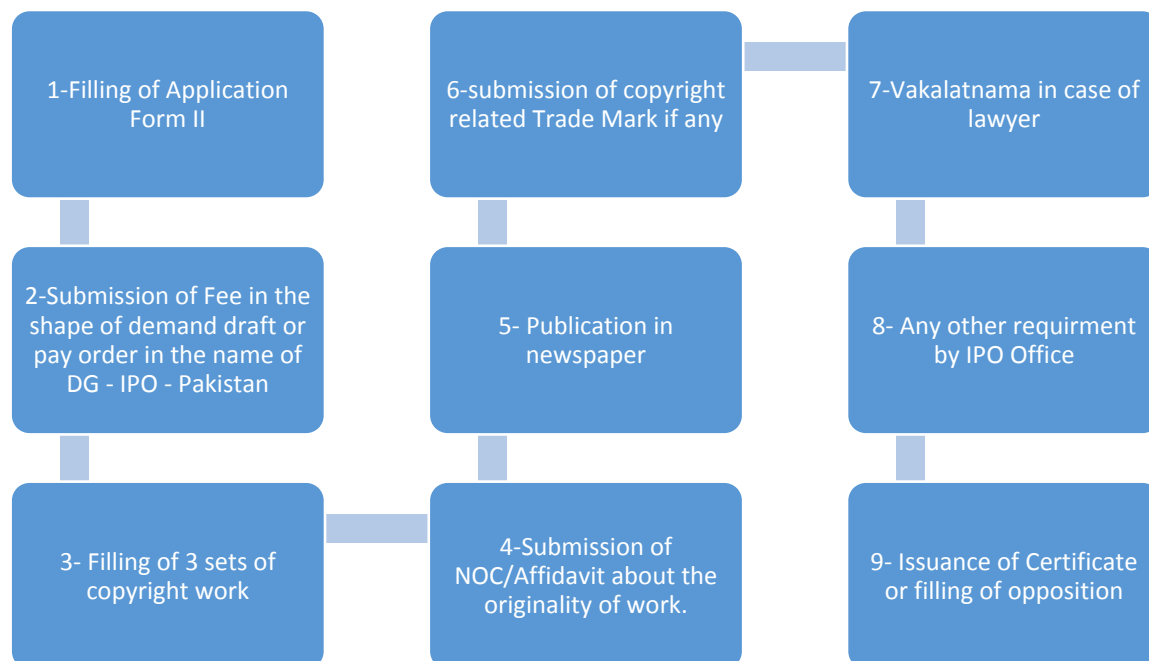 1-Filling of Application
Form II
2-Submission of Fee in the
shape of demand draft or
pay order in the name of
DG - IPO - Pakistan
3- Filling of 3 sets of
copyright work
4-Submission of
NOC/Affidavit about the
originality of work.
5- Publication in
newspaper
6-submission of copyright
related Trade Mark if any
7-Vakalatnama in case of
lawyer
8- Any other requirment
by IPO Office
9- Issuance of Certificate
or filling of opposition